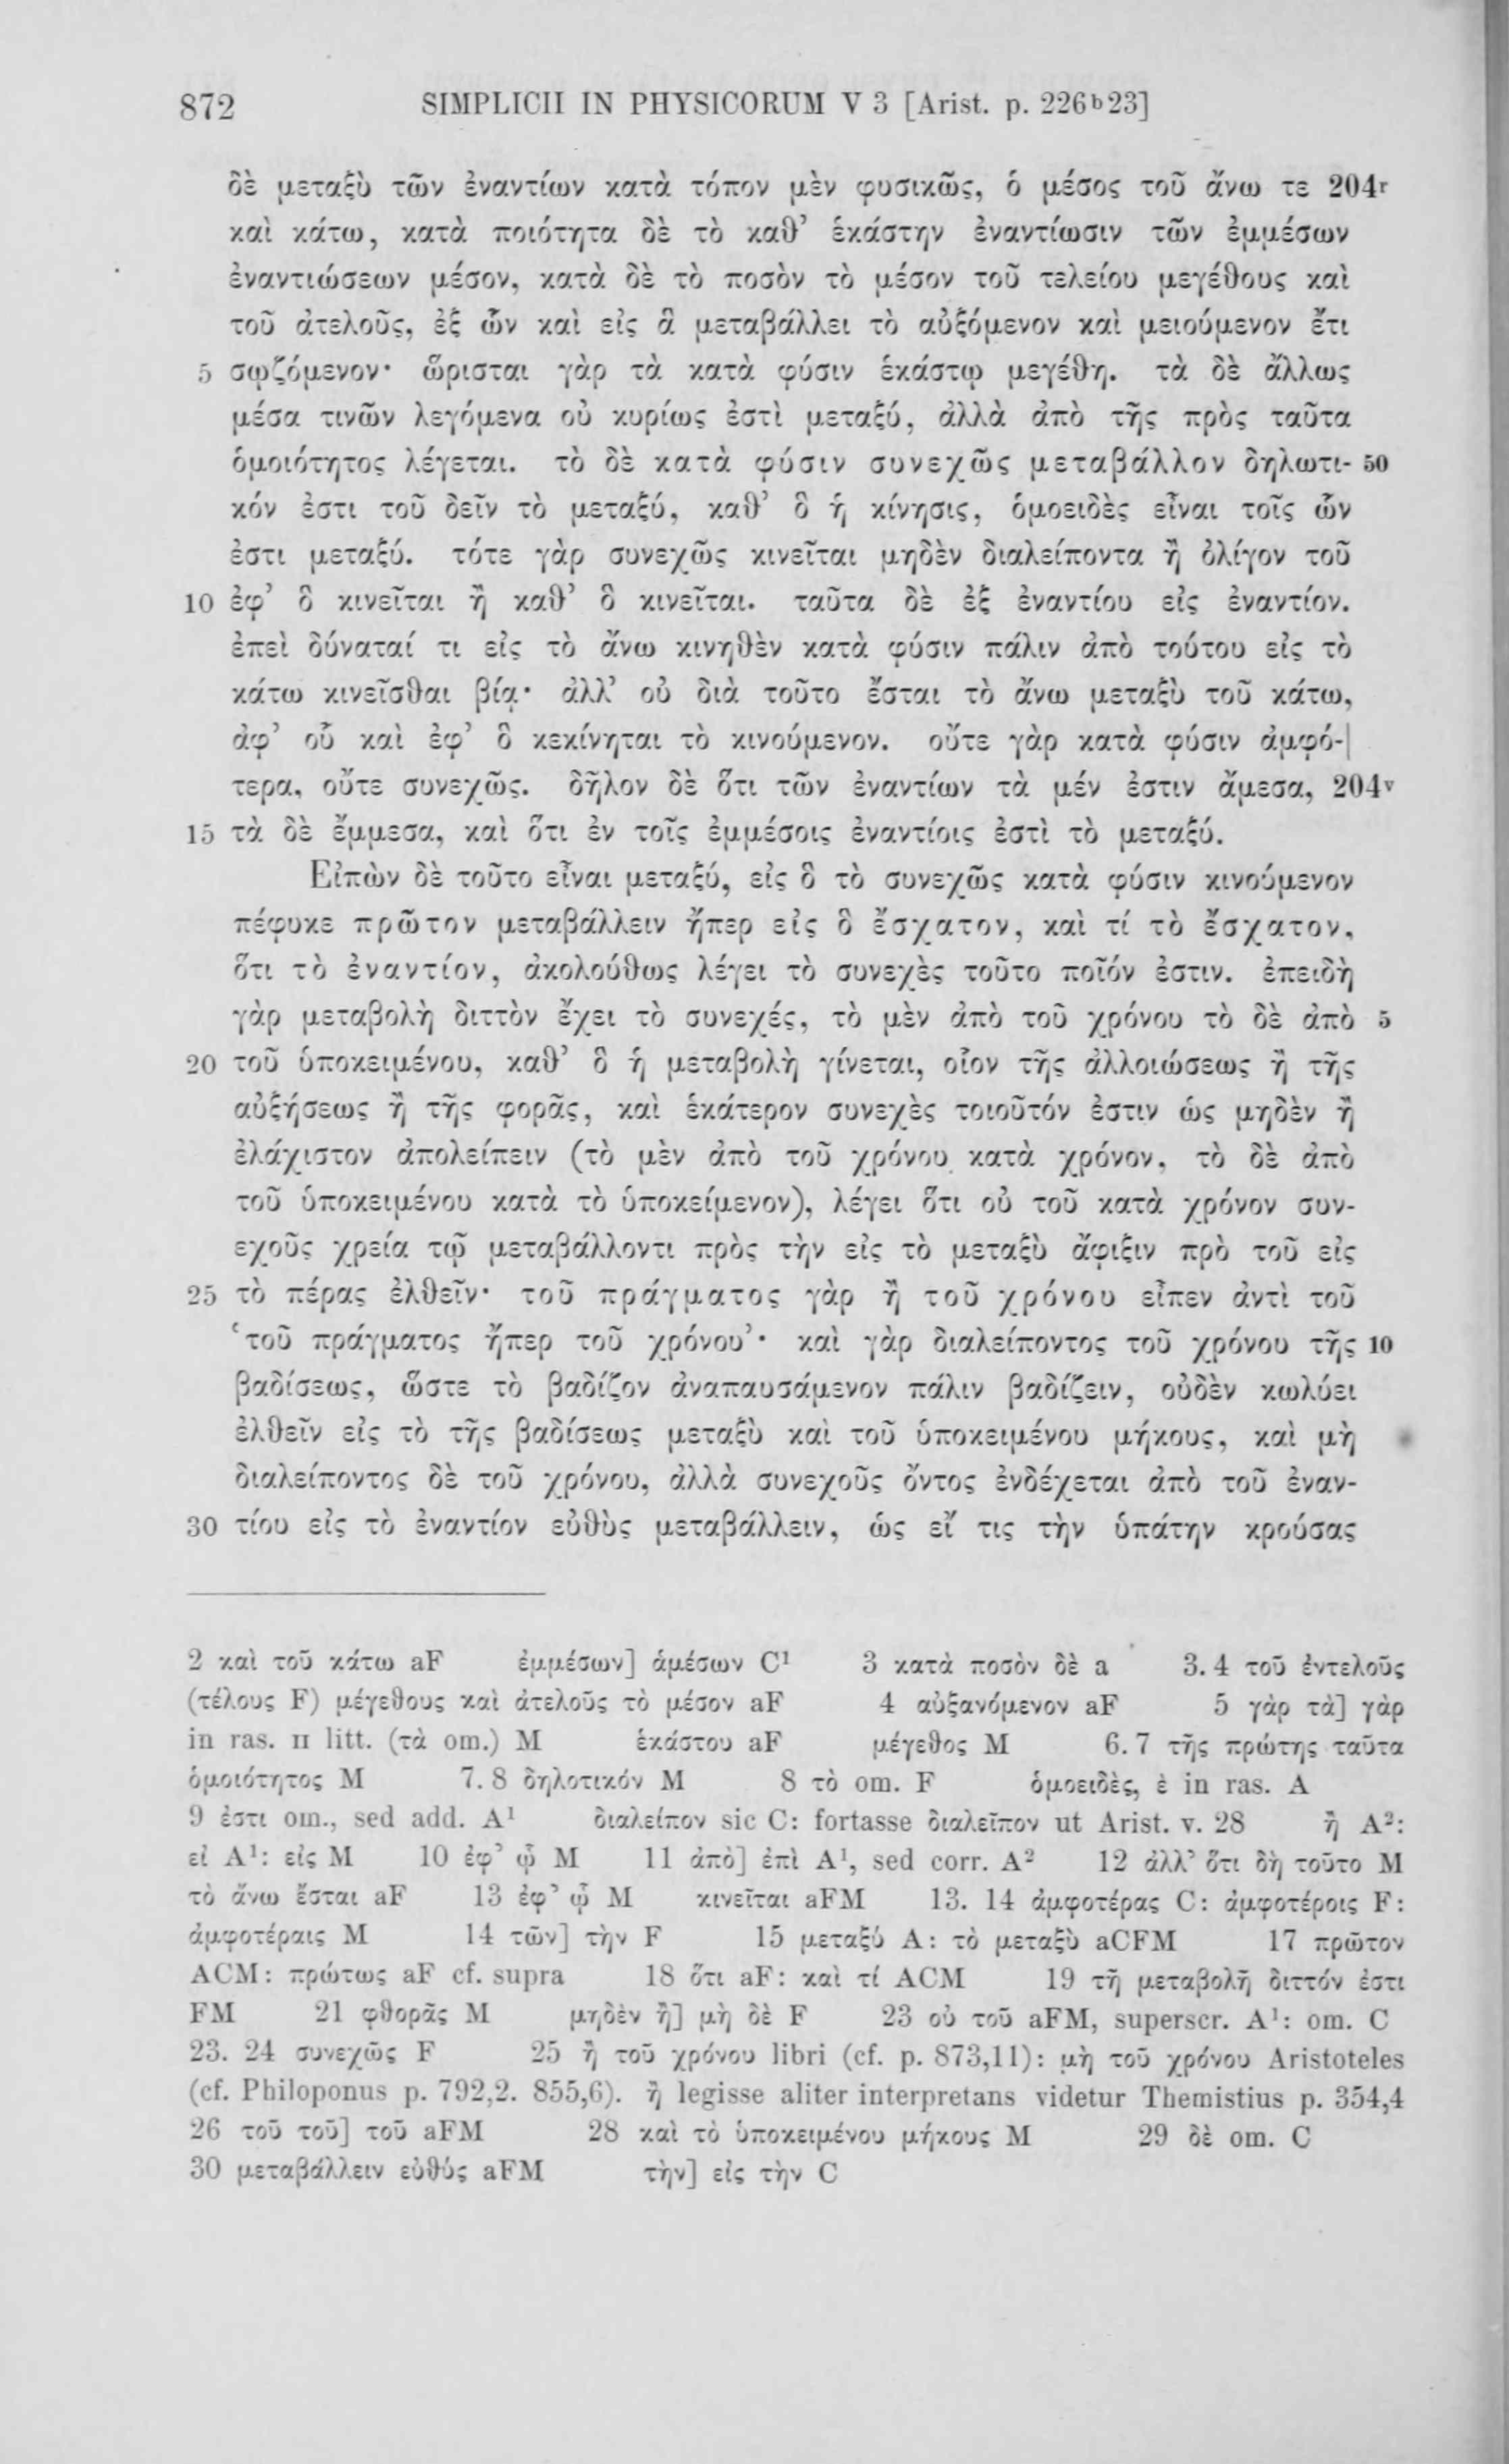 872 SIMPLICII IN PHYSICORUM V 3 [Arist. p. 226ᵇ23]
δὲ μεταξὺ τῶν ἐναντίων κατὰ τόπον μὲν φυσικῶς, ὁ μέσος τοῦ ἄνω τε 204ʳ
καὶ κάτω, κατὰ ποιότητα δὲ τὸ καθ’ ἑκάστην ἐναντίωσιν τῶν ἐμμέσων
ἐναντιώσεων μέσον, κατὰ δὲ τὸ ποσὸν τὸ μέσον τοῦ τελείου μεγέθους καὶ
τοῦ ἀτελοῦς, ἐξ ὧν καὶ εἰς ἃ μεταβάλλει τὸ αὐξόμενον καὶ μειούμενον ἔτι
5 σῳζόμενον· ὥρισται γὰρ τὰ κατὰ φύσιν ἑκάστῳ μεγέθη. τὰ δὲ ἄλλως
μέσα τινῶν λεγόμενα οὐ κυρίως ἐστὶ μεταξύ, ἀλλὰ ἀπὸ τῆς πρὸς ταῦτα
ὁμοιότητος λέγεται. τὸ δὲ κατὰ φύσιν συνεχῶς μεταβάλλον δηλωτι- 50
κόν ἐστι τοῦ δεῖν τὸ μεταξύ, καθ’ ὃ ἡ κίνησις, ὁμοειδὲς εἶναι τοῖς ὧν
ἐστι μεταξύ. τότε γὰρ συνεχῶς κινεῖται μηδὲν διαλείποντα ἢ ὀλίγον τοῦ
10 ἐφ’ ὃ κινεῖται ἢ καθ’ ὃ κινεῖται. ταῦτα δὲ ἐξ ἐναντίου εἰς ἐναντίον.
ἐπεὶ δύναταί τι εἰς τὸ ἄνω κινηθὲν κατὰ φύσιν πάλιν ἀπὸ τούτου εἰς τὸ
κάτω κινεῖσθαι βίᾳ· ἀλλ’ οὐ διὰ τοῦτο ἔσται τὸ ἄνω μεταξὺ τοῦ κάτω,
ἀφ’ οὗ καὶ ἐφ’ ὃ κεκίνηται τὸ κινούμενον. οὔτε γὰρ κατὰ φύσιν ἀμφό-|
τερα, οὔτε συνεχῶς. δῆλον δὲ ὅτι τῶν ἐναντίων τὰ μέν ἐστιν ἄμεσα, 204ᵛ
15 τὰ δὲ ἔμμεσα, καὶ ὅτι ἐν τοῖς ἐμμέσοις ἐναντίοις ἐστὶ τὸ μεταξύ.
Εἰπὼν δὲ τοῦτο εἶναι μεταξύ, εἰς ὃ τὸ συνεχῶς κατὰ φύσιν κινούμενον
πέφυκε πρῶτον μεταβάλλειν ἤπερ εἰς ὃ ἔσχατον, καὶ τί τὸ ἔσχατον,
ὅτι τὸ ἐναντίον, ἀκολούθως λέγει τὸ συνεχὲς τοῦτο ποῖόν ἐστιν. ἐπειδὴ
γὰρ μεταβολὴ διττὸν ἔχει τὸ συνεχές, τὸ μὲν ἀπὸ τοῦ χρόνου τὸ δὲ ἀπὸ 5
20 τοῦ ὑποκειμένου, καθ’ ὃ ἡ μεταβολὴ γίνεται, οἷον τῆς ἀλλοιώσεως ἢ τῆς
αὐξήσεως ἢ τῆς φορᾶς, καὶ ἑκάτερον συνεχὲς τοιοῦτόν ἐστιν ὡς μηδὲν ἢ
ἐλάχιστον ἀπολείπειν (τὸ μὲν ἀπὸ τοῦ χρόνου κατὰ χρόνον, τὸ δὲ ἀπὸ
τοῦ ὑποκειμένου κατὰ τὸ ὑποκείμενον), λέγει ὅτι οὐ τοῦ κατὰ χρόνον συν-
εχοῦς χρεία τῷ μεταβάλλοντι πρὸς τὴν εἰς τὸ μεταξὺ ἄφιξιν πρὸ τοῦ εἰς
25 τὸ πέρας ἐλθεῖν· τοῦ πράγματος γὰρ ἢ τοῦ χρόνου εἶπεν ἀντὶ τοῦ
‘τοῦ πράγματος ἤπερ τοῦ χρόνου’· καὶ γὰρ διαλείποντος τοῦ χρόνου τῆς 10
βαδίσεως, ὥστε τὸ βαδίζον ἀναπαυσάμενον πάλιν βαδίζειν, οὐδὲν κωλύει
ἐλθεῖν εἰς τὸ τῆς βαδίσεως μεταξὺ καὶ τοῦ ὑποκειμένου μήκους, καὶ μὴ
διαλείποντος δὲ τοῦ χρόνου, ἀλλὰ συνεχοῦς ὄντος ἐνδέχεται ἀπὸ τοῦ ἐναν-
30 τίου εἰς τὸ ἐναντίον εὐθὺς μεταβάλλειν, ὡς εἴ τις τὴν ὑπάτην κρούσας
2 καὶ τοῦ κάτω aF ἐμμέσων] ἀμέσων C¹ 3 κατὰ ποσὸν δὲ a 3. 4 τοῦ ἐντελοῦς
(τέλους F) μέγεθους καὶ ἀτελοῦς τὸ μέσον aF 4 αὐξανόμενον aF 5 γὰρ τὰ] γὰρ
in ras. II litt. (τὰ om.) M ἑκάστου aF μέγεθος M 6. 7 τῆς πρώτης ταῦτα
ὁμοιότητος M 7. 8 δηλοτικόν M 8 τὸ om. F ὁμοειδὲς, ὲ in ras. A
9 ἐστι om., sed add. A¹ διαλείπον sic C: fortasse διαλεῖπον ut Arist. v. 28 ἢ A²:
εἰ A¹: εἰς M 10 ἐφ’ ᾧ M 11 ἀπὸ] ἐπὶ A¹, sed corr. A² 12 ἀλλ’ ὅτι δὴ τοῦτο M
τὸ ἄνω ἔσται aF 13 ἐφ’ ᾧ M κινεῖται aFM 13. 14 ἀμφοτέρας C: ἀμφοτέροις F:
ἀμφοτέραις M 14 τῶν] τὴν F 15 μεταξύ A: τὸ μεταξὺ aCFM 17 πρῶτον
ACM: πρώτως aF cf. supra 18 ὅτι aF: καὶ τί ACM 19 τῇ μεταβολῇ διττόν ἐστι
FM 21 φθορᾶς M μηδὲν ἢ] μὴ δὲ F 23 οὐ τοῦ aFM, superscr. A¹: om. C
23. 24 συνεχῶς F 25 ἢ τοῦ χρόνου libri (cf. p. 873,11): μὴ τοῦ χρόνου Aristoteles
(cf. Philoponus p. 792,2. 855,6). ἢ legisse aliter interpretans videtur Themistius p. 354,4
26 τοῦ τοῦ] τοῦ aFM 28 καὶ τὸ ὑποκειμένου μήκους M 29 δὲ om. C
30 μεταβάλλειν εὐθύς aFM τὴν] εἰς τὴν C